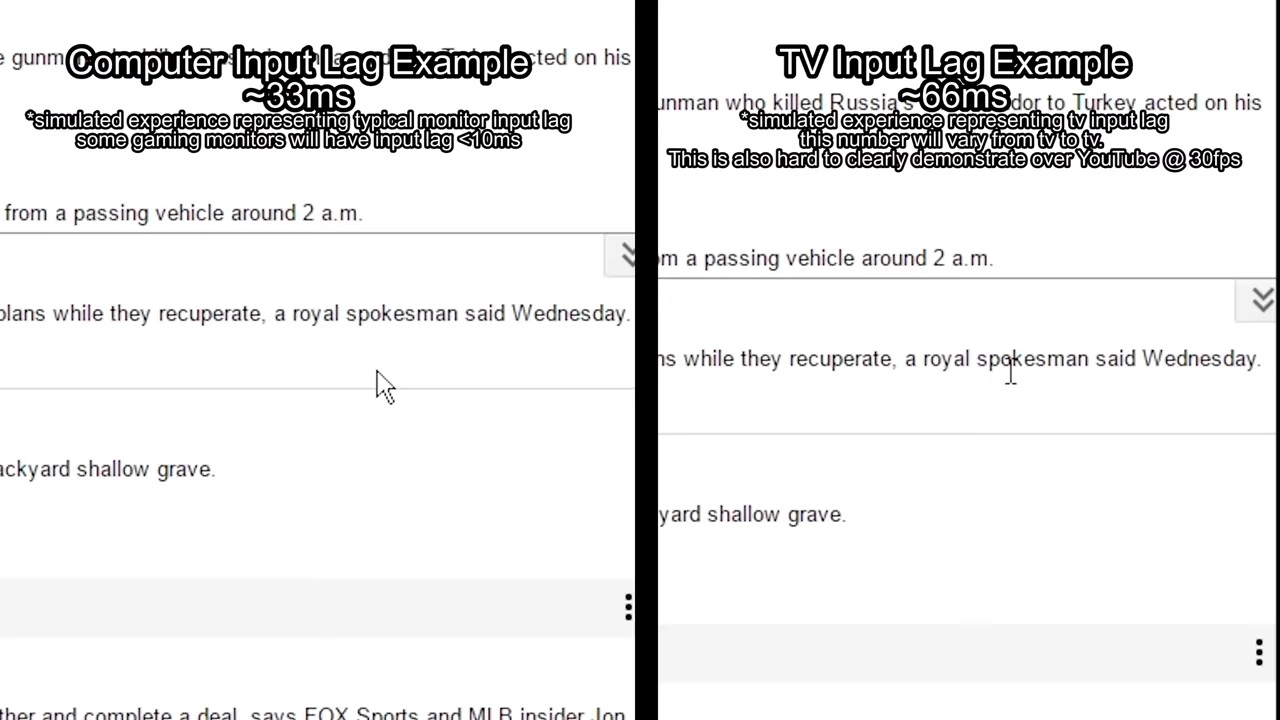 Computer Input Lag Example
~33ms
*simulated experience representing typical monitor input lag
some gaming monitors will have input lag <10ms
e gunm cted on his
from a passing vehicle around 2 a.m.
plans while they recuperate, a royal spokesman said Wednesday.
ackyard shallow grave.
ther and complete a deal, says FOX Sports and MLB insider Jon
TV Input Lag Example
~66ms
*simulated experience representing tv input lag
this number will vary from tv to tv.
This is also hard to clearly demonstrate over YouTube @ 30fps
unman who killed Russia's dor to Turkey acted on his
om a passing vehicle around 2 a.m.
ns while they recuperate, a royal spokesman said Wednesday.
yard shallow grave.